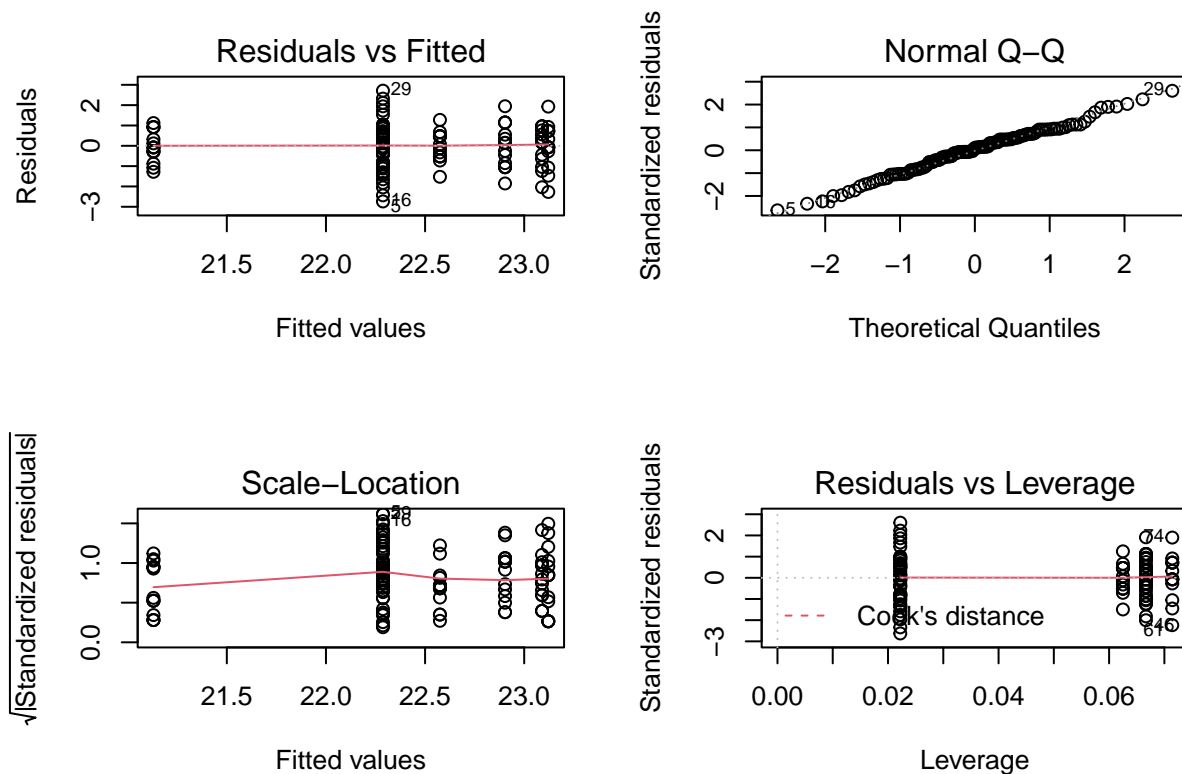 Residuals vs Fitted
Residuals
2
0
−3
29
16
5
21.5 22.0 22.5 23.0
Fitted values
Normal Q−Q
Standardized residuals
2
0
−2
29
5
−2 −1 0 1 2
Theoretical Quantiles
Scale−Location
√|Standardized residuals|
1.0
0.0
29
16
21.5 22.0 22.5 23.0
Fitted values
Residuals vs Leverage
Standardized residuals
2
0
−3
74
Cook's distance
146
61
0.00 0.02 0.04 0.06
Leverage